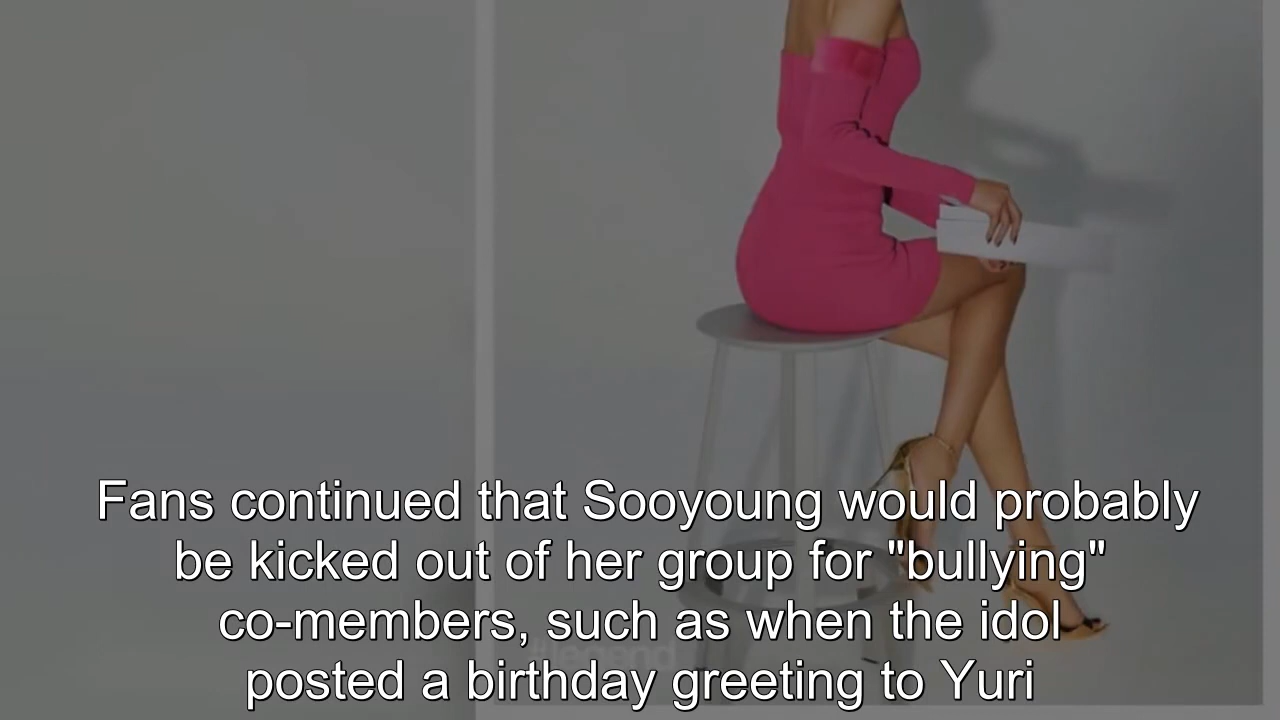 Fans continued that Sooyoung would probably
be kicked out of her group for "bullying"
co-members, such as when the idol
posted a birthday greeting to Yuri
legend